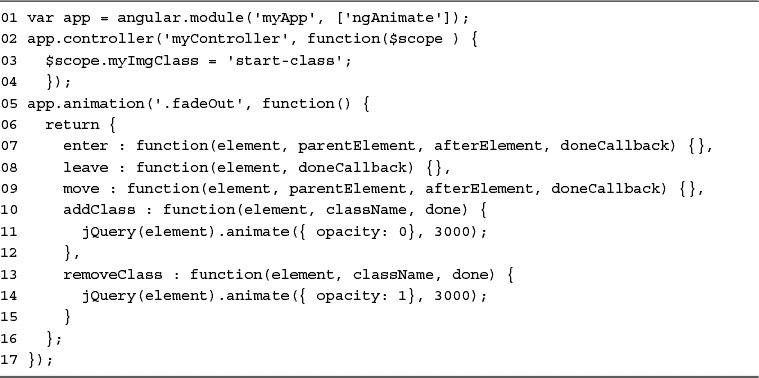 01 var app = angular.module('myApp', ['ngAnimate']);
02 app.controller('myController', function($scope ) {
03   $scope.myImgClass = 'start-class';
04   });
05 app.animation('.fadeOut', function() {
06   return {
07     enter : function(element, parentElement, afterElement, doneCallback) {},
08     leave : function(element, doneCallback) {},
09     move : function(element, parentElement, afterElement, doneCallback) {},
10     addClass : function(element, className, done) {
11       jQuery(element).animate({ opacity: 0}, 3000);
12     },
13     removeClass : function(element, className, done) {
14       jQuery(element).animate({ opacity: 1}, 3000);
15     }
16   };
17 });